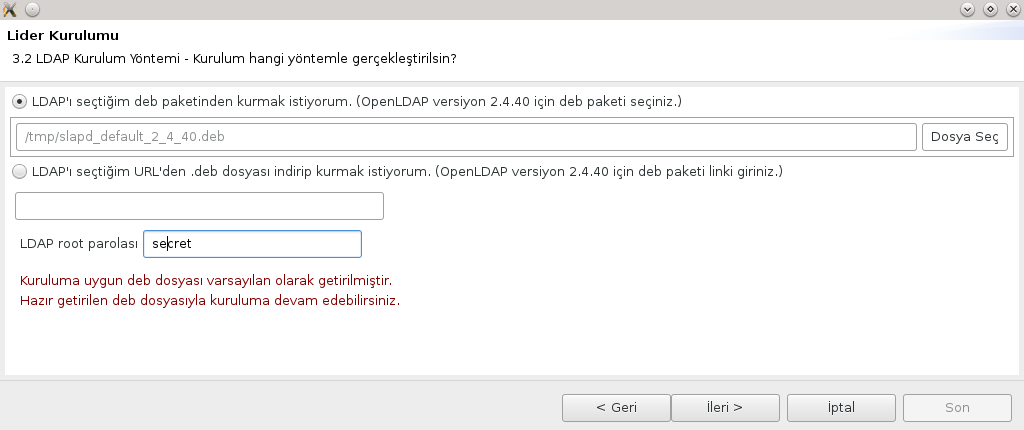 Lider Kurulumu
3.2 LDAP Kurulum Yöntemi - Kurulum hangi yöntemle gerçekleştirilsin?
LDAP'ı seçtiğim deb paketinden kurmak istiyorum. (OpenLDAP versiyon 2.4.40 için deb paketi seçiniz.)
/tmp/slapd_default_2_4_40.deb Dosya Seç
LDAP'ı seçtiğim URL'den .deb dosyası indirip kurmak istiyorum. (OpenLDAP versiyon 2.4.40 için deb paketi linki giriniz.)
LDAP root parolası secret
Kuruluma uygun deb dosyası varsayılan olarak getirilmiştir.
Hazır getirilen deb dosyasıyla kuruluma devam edebilirsiniz.
< Geri İleri > İptal Son